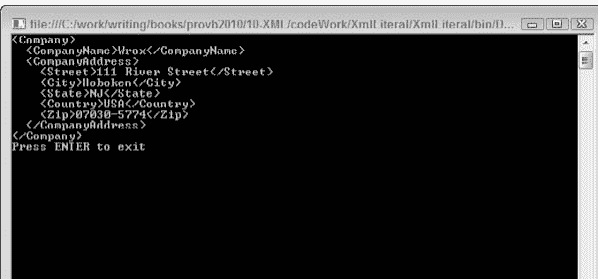 file:///C:/work/writing/books/provb2010/10-XML/codeWork/XmlLiteral/XmlLiteral/bin/D...
<Company>
  <CompanyName>Wrox</CompanyName>
  <CompanyAddress>
    <Street>111 River Street</Street>
    <City>Hoboken</City>
    <State>NJ</State>
    <Country>USA</Country>
    <Zip>07030-5774</Zip>
  </CompanyAddress>
</Company>
Press ENTER to exit